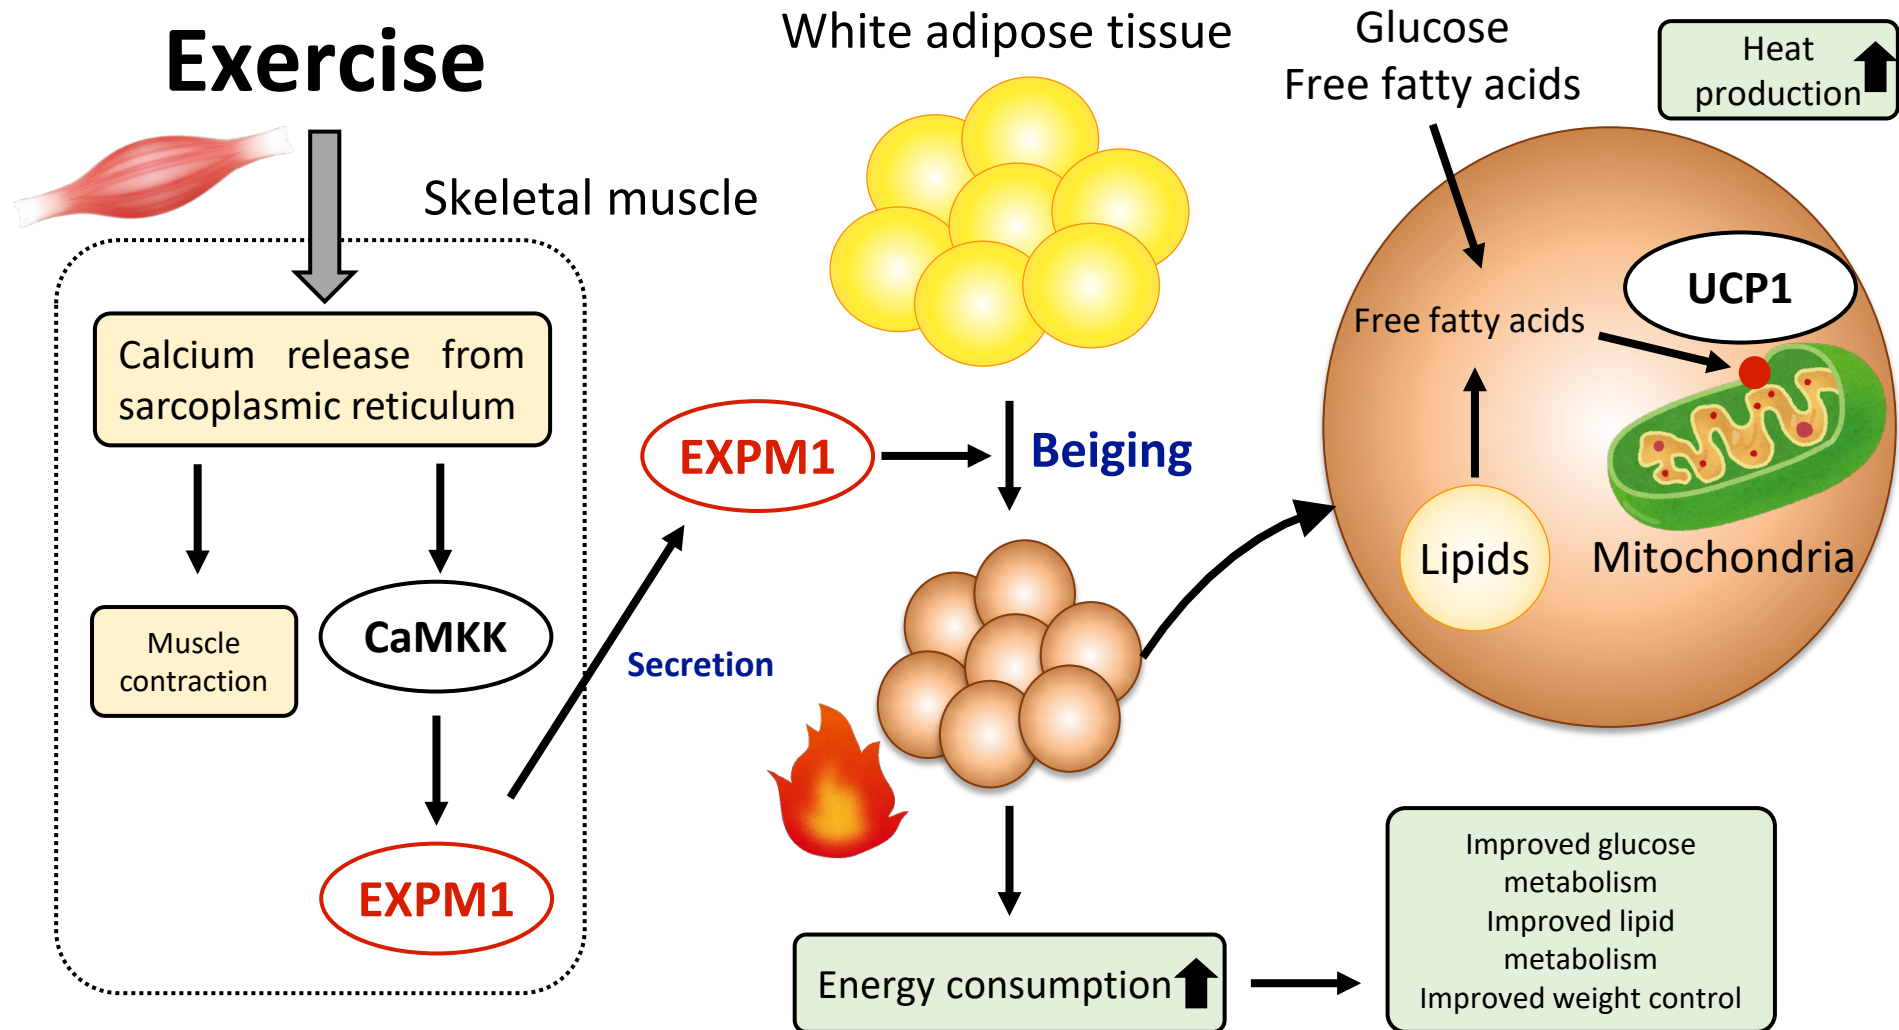 Exercise
Skeletal muscle
Calcium release from
sarcoplasmic reticulum
Muscle
contraction
CaMKK
EXPM1
Secretion
EXPM1
White adipose tissue
Beiging
Energy consumption
Improved glucose
metabolism
Improved lipid
metabolism
Improved weight control
Glucose
Free fatty acids
Heat
production
UCP1
Free fatty acids
Lipids
Mitochondria